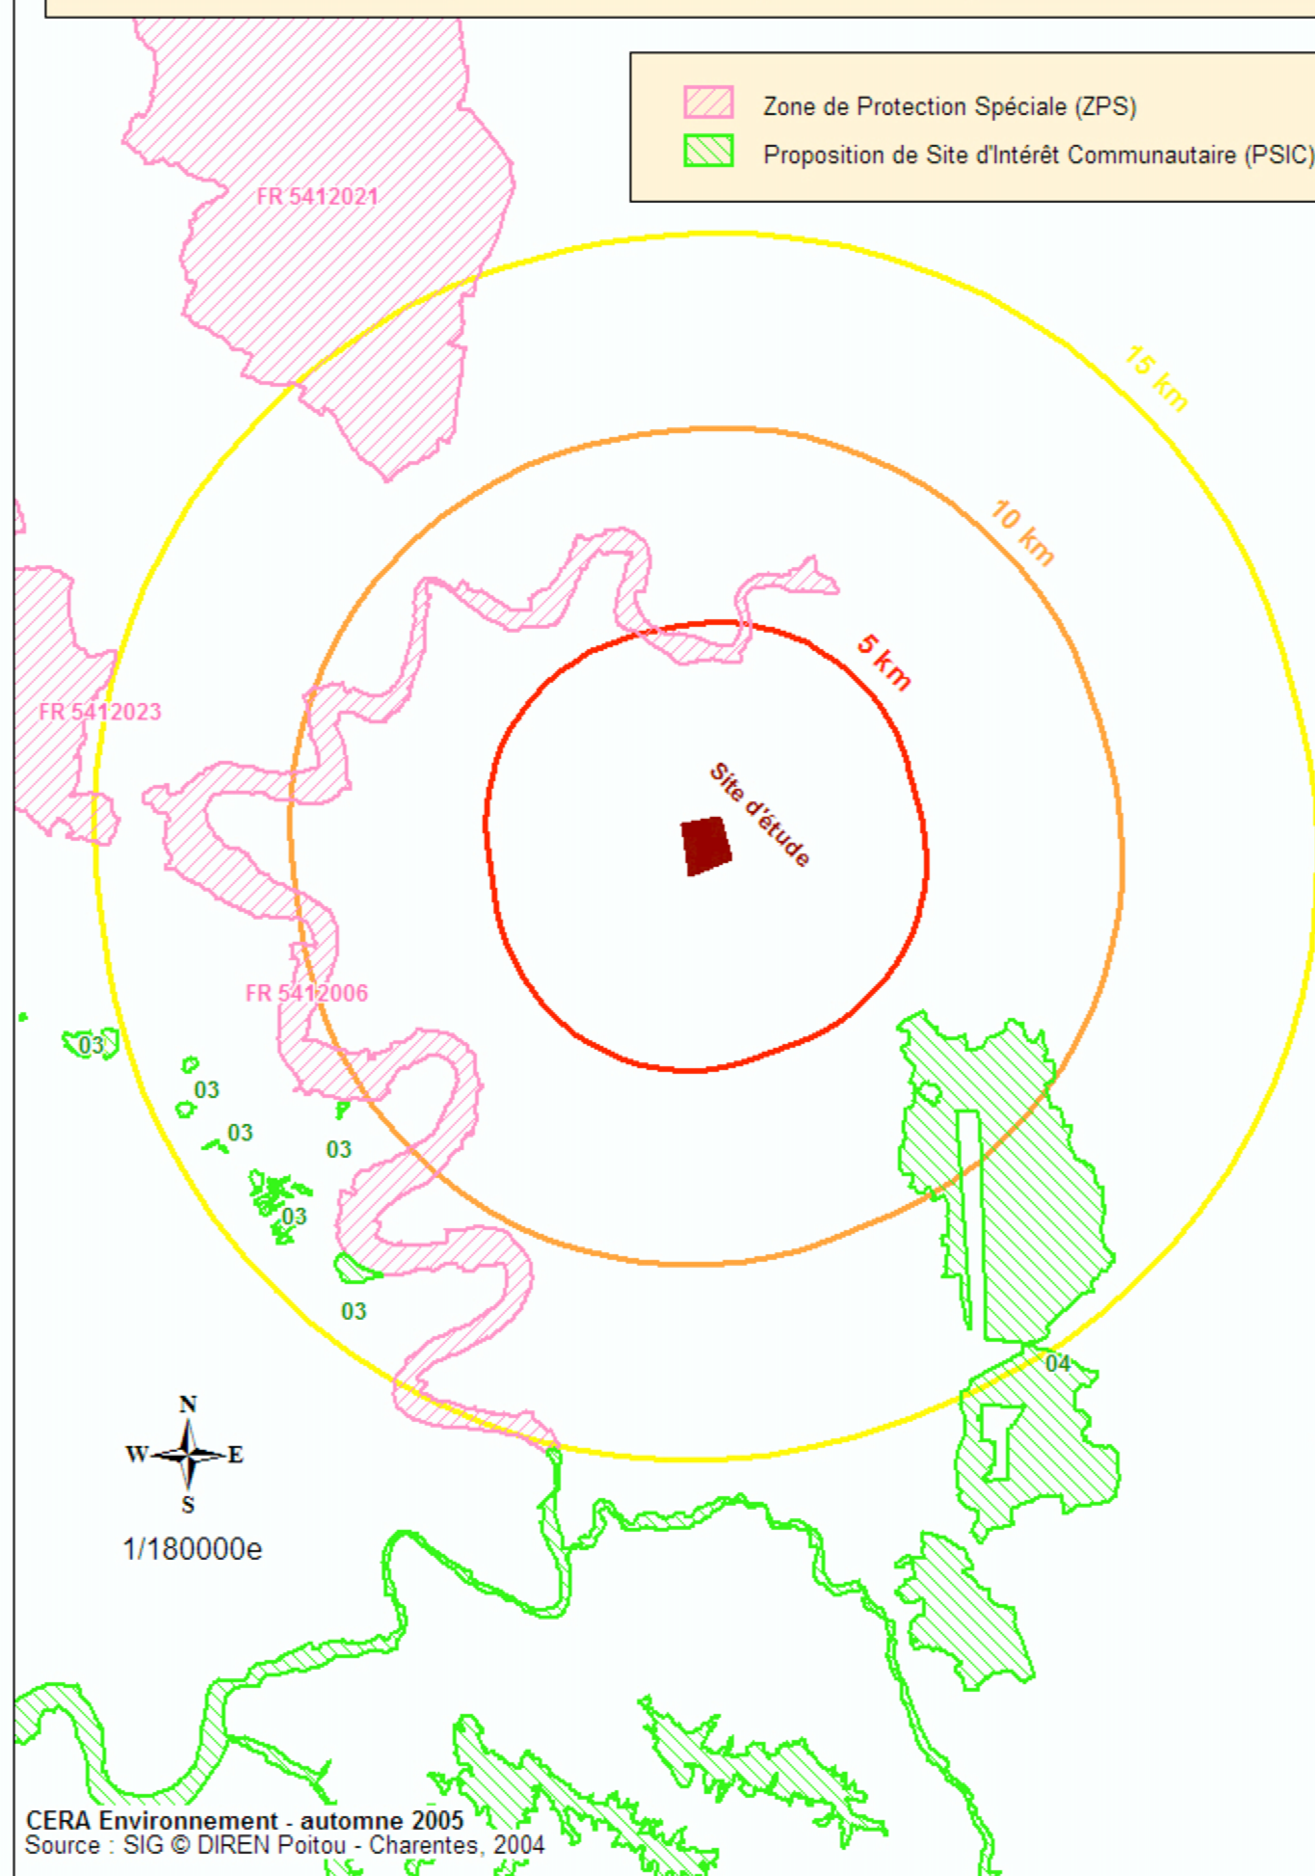 Zone de Protection Spéciale (ZPS)
Proposition de Site d'Intérêt Communautaire (PSIC)
FR 5412021
15 km
10 km
5 km
FR 5412023
Site d'étude
FR 5412006
03
03
03
03
03
03
04
N
W E
S
1/180000e
CERA Environnement - automne 2005
Source : SIG © DIREN Poitou - Charentes, 2004